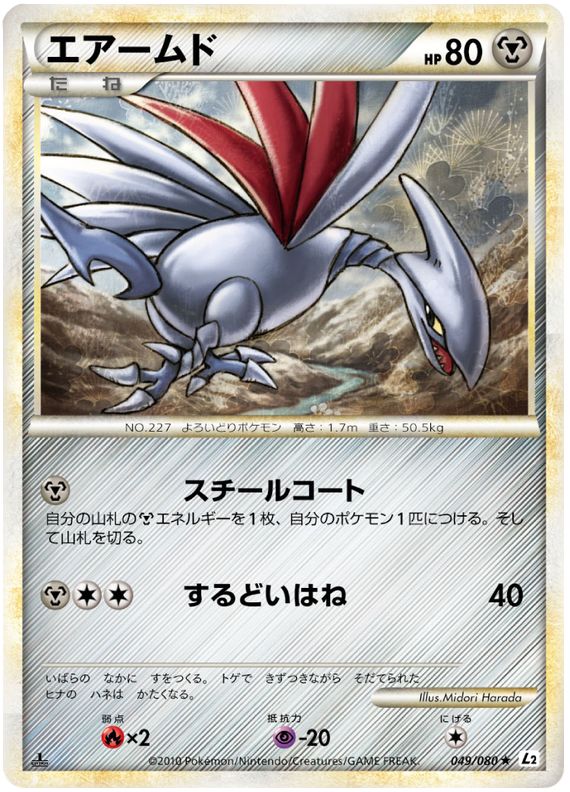 エアームド
HP80
たね
NO.227 よろいどりポケモン 高さ:1.7m 重さ:50.5kg
スチールコート
自分の山札の エネルギーを1枚、自分のポケモン1匹につける。そし
て山札を切る。
するどいはね 40
いばらの なかに すをつくる。トゲで きずつきながら そだてられた
ヒナの ハネは かたくなる。
Illus.Midori Harada
弱点 抵抗力 にげる
×2 -20
049/080★ L2
©2010 Pokémon/Nintendo/Creatures/GAME FREAK.